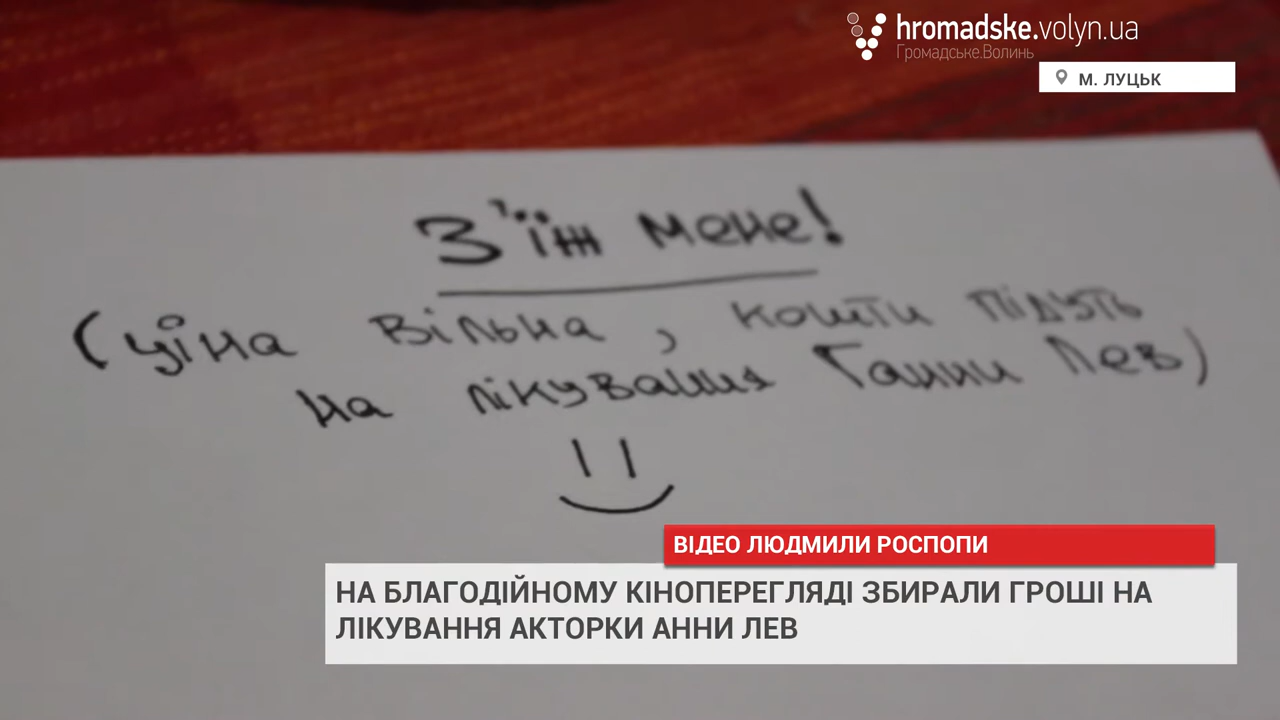 hromadske.volyn.ua
Громадське.Волинь
М. ЛУЦЬК
З'їж мене!
(ціна вільна, кошти підуть
на лікування Ганни Лев)
ВІДЕО ЛЮДМИЛИ РОСПОПИ
НА БЛАГОДІЙНОМУ КІНОПЕРЕГЛЯДІ ЗБИРАЛИ ГРОШІ НА
ЛІКУВАННЯ АКТОРКИ АННИ ЛЕВ